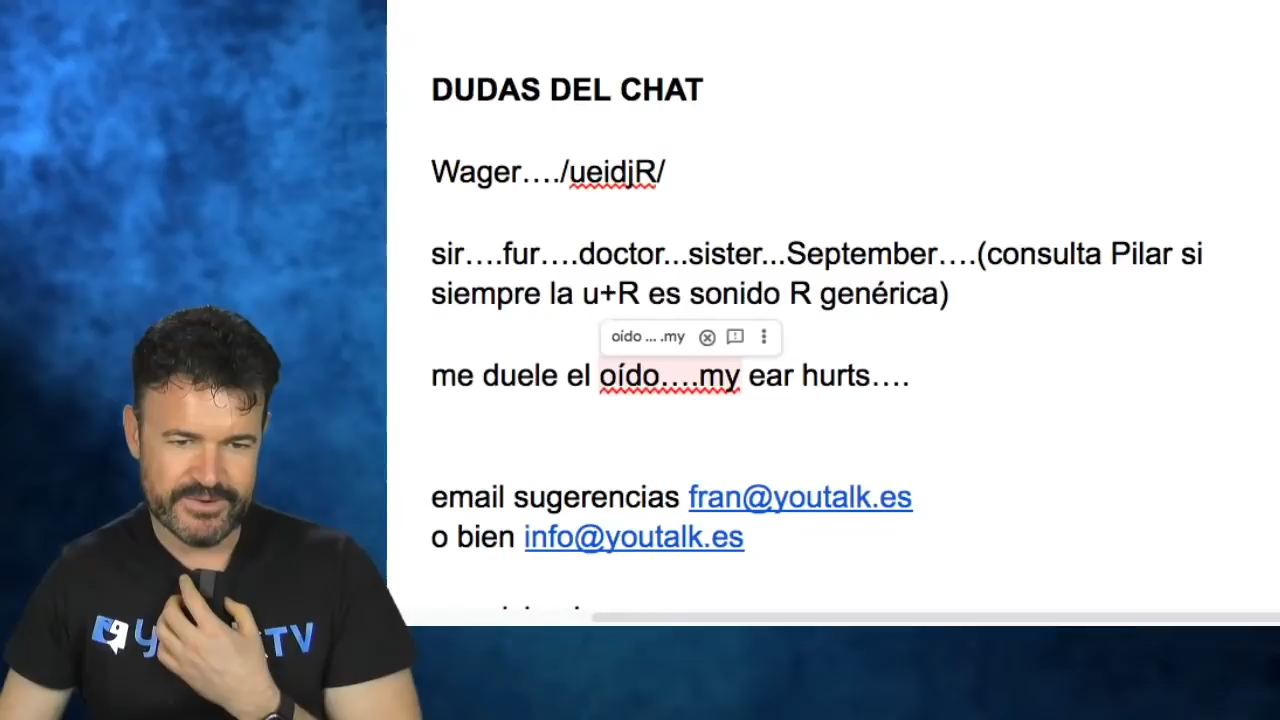 DUDAS DEL CHAT
Wager…./ueidjR/
sir….fur….doctor...sister...September….(consulta Pilar si
siempre la u+R es sonido R genérica)
oído ... .my
me duele el oído….my ear hurts….
email sugerencias fran@youtalk.es
o bien info@youtalk.es
TV